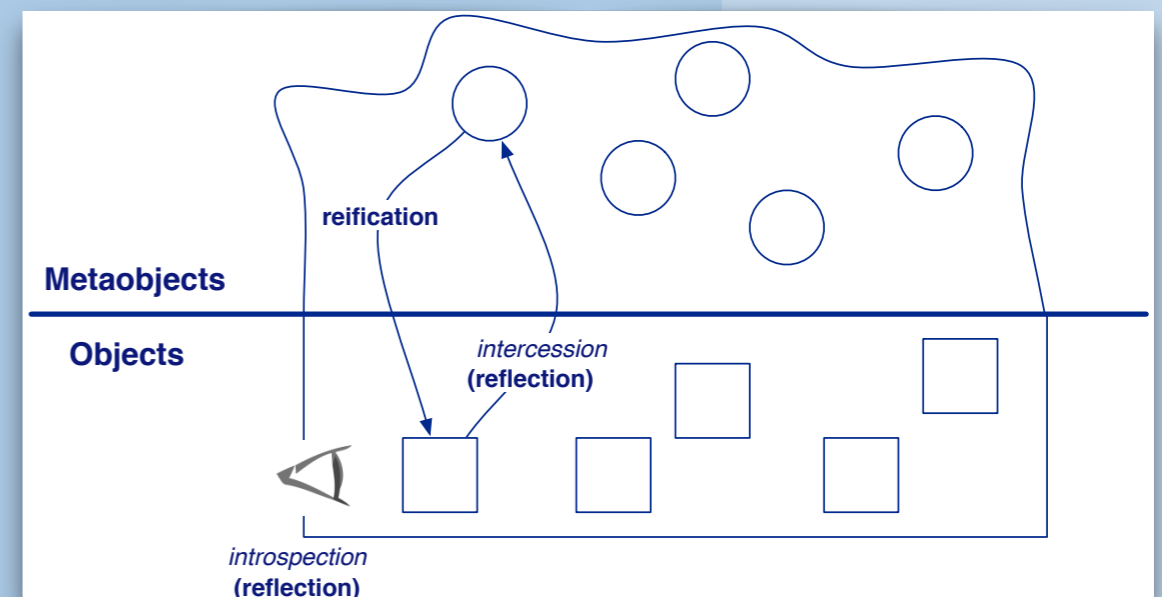 reification
Metaobjects
Objects
intercession
(reflection)
introspection
(reflection)